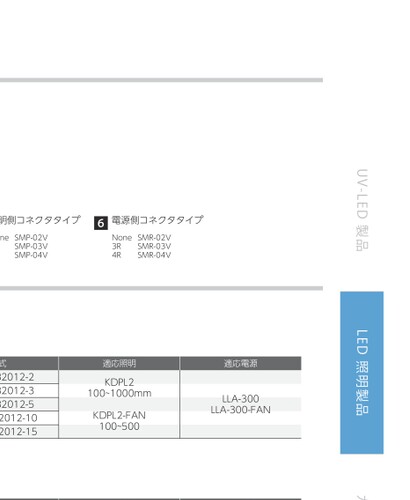 明側コネクタタイプ
6 電源側コネクタタイプ
ne SMP-02V
SMP-03V
SMP-04V
None SMR-02V
3R SMR-03V
4R SMR-04V
UV-LED 製品
LED 照明製品
式 適応照明 適応電源
2012-2
2012-3
2012-5
2012-10
2012-15
KDPL2
100~1000mm
KDPL2-FAN
100~500
LLA-300
LLA-300-FAN